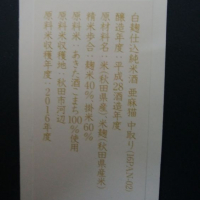 白麹仕込純米酒 亜麻猫 中取り
醸造年度：平成28酒造年度
原材料名：米（秋田県産）、米麹（秋田県産米）
精米歩合：麹米40％ 掛米60％
原料米：あきた酒こまち100％使用
原料米収穫地：秋田市河辺
原料米収穫年度：2016年度